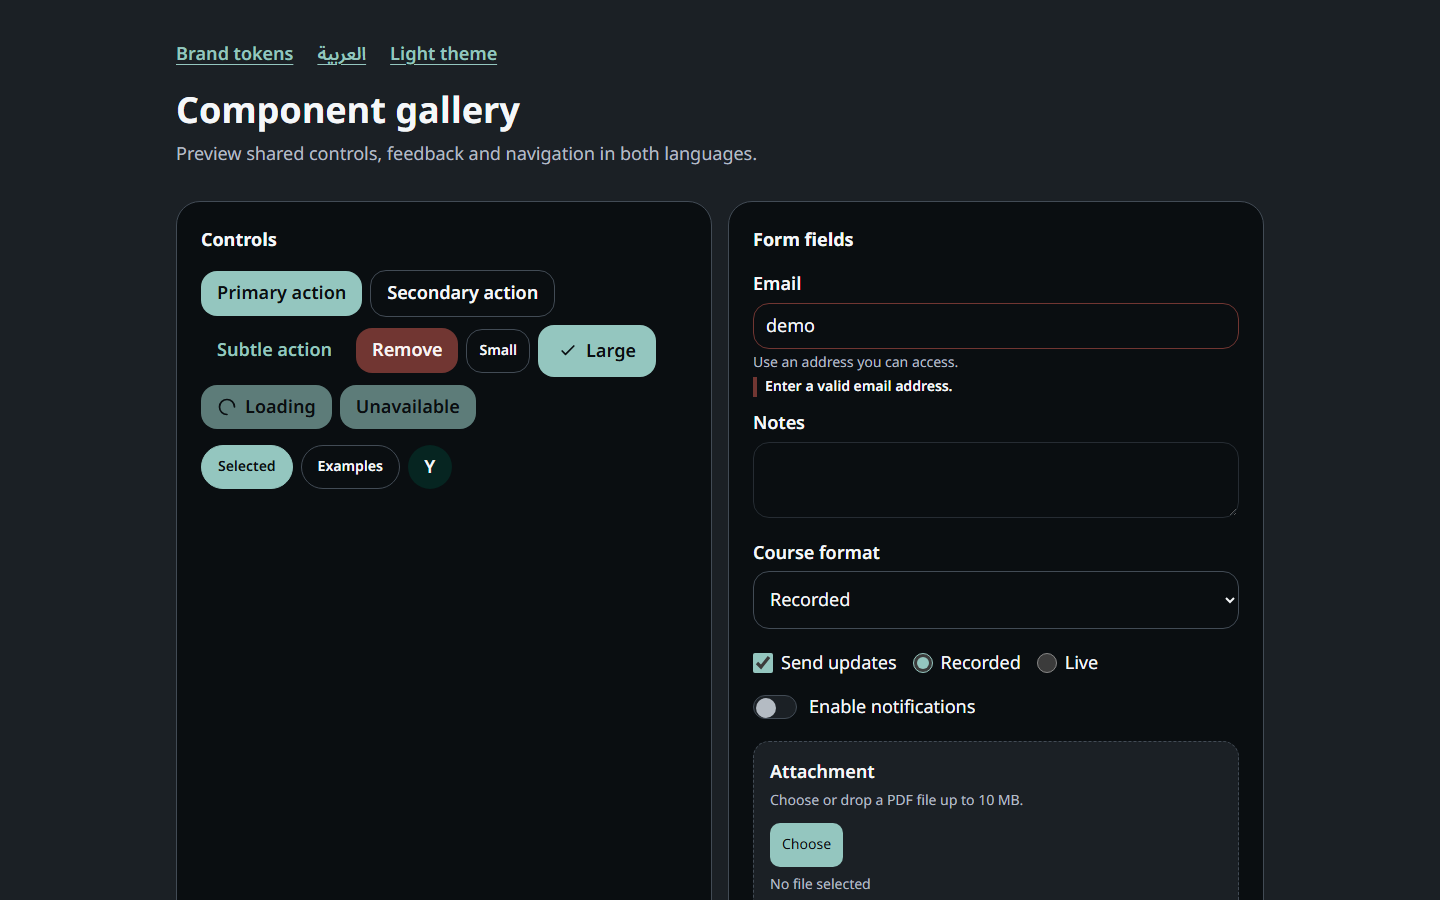 Brand tokens العربية Light theme
Component gallery
Preview shared controls, feedback and navigation in both languages.
Controls
Primary action Secondary action
Subtle action Remove Small Large
Loading Unavailable
Selected Examples Y
Form fields
Email
demo
Use an address you can access.
Enter a valid email address.
Notes
Course format
Recorded
Send updates Recorded Live
Enable notifications
Attachment
Choose or drop a PDF file up to 10 MB.
Choose
No file selected